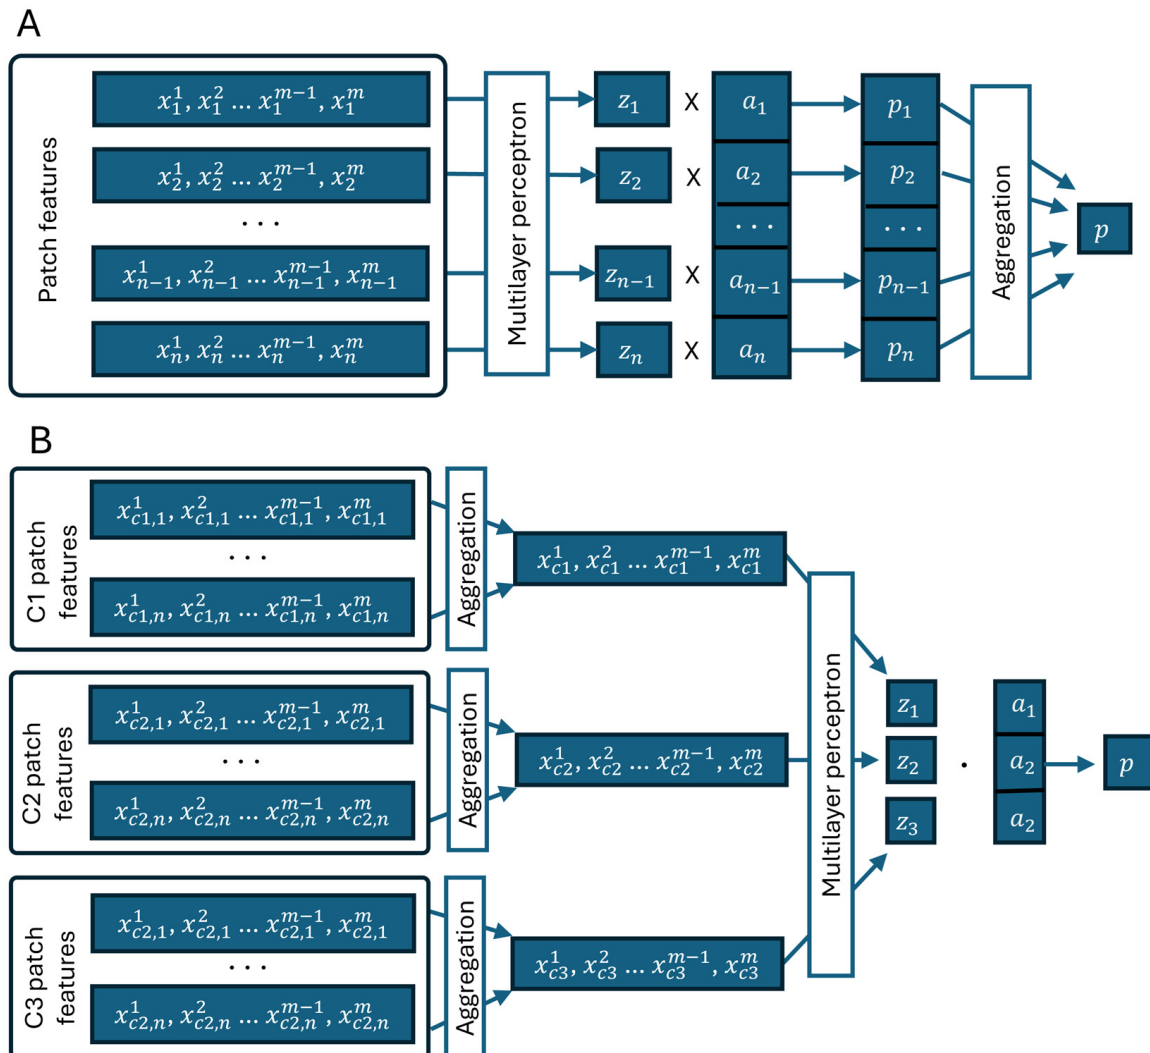 A
Patch features
x_1^1, x_1^2 … x_1^{m-1}, x_1^m
x_2^1, x_2^2 … x_2^{m-1}, x_2^m
. . .
x_{n-1}^1, x_{n-1}^2 … x_{n-1}^{m-1}, x_{n-1}^m
x_n^1, x_n^2 … x_n^{m-1}, x_n^m
Multilayer perceptron
z_1 X a_1 p_1
z_2 X a_2 p_2
. . . . . .
z_{n-1} X a_{n-1} p_{n-1}
z_n X a_n p_n
Aggregation
p
B
C1 patch
features
x_{c1,1}^1, x_{c1,1}^2 … x_{c1,1}^{m-1}, x_{c1,1}^m
. . .
x_{c1,n}^1, x_{c1,n}^2 … x_{c1,n}^{m-1}, x_{c1,n}^m
Aggregation
x_{c1}^1, x_{c1}^2 … x_{c1}^{m-1}, x_{c1}^m
C2 patch
features
x_{c2,1}^1, x_{c2,1}^2 … x_{c2,1}^{m-1}, x_{c2,1}^m
. . .
x_{c2,n}^1, x_{c2,n}^2 … x_{c2,n}^{m-1}, x_{c2,n}^m
Aggregation
x_{c2}^1, x_{c2}^2 … x_{c2}^{m-1}, x_{c2}^m
C3 patch
features
x_{c2,1}^1, x_{c2,1}^2 … x_{c2,1}^{m-1}, x_{c2,1}^m
. . .
x_{c2,n}^1, x_{c2,n}^2 … x_{c2,n}^{m-1}, x_{c2,n}^m
Aggregation
x_{c3}^1, x_{c3}^2 … x_{c3}^{m-1}, x_{c3}^m
Multilayer perceptron
z_1 a_1
z_2 . a_2 p
z_3 a_2